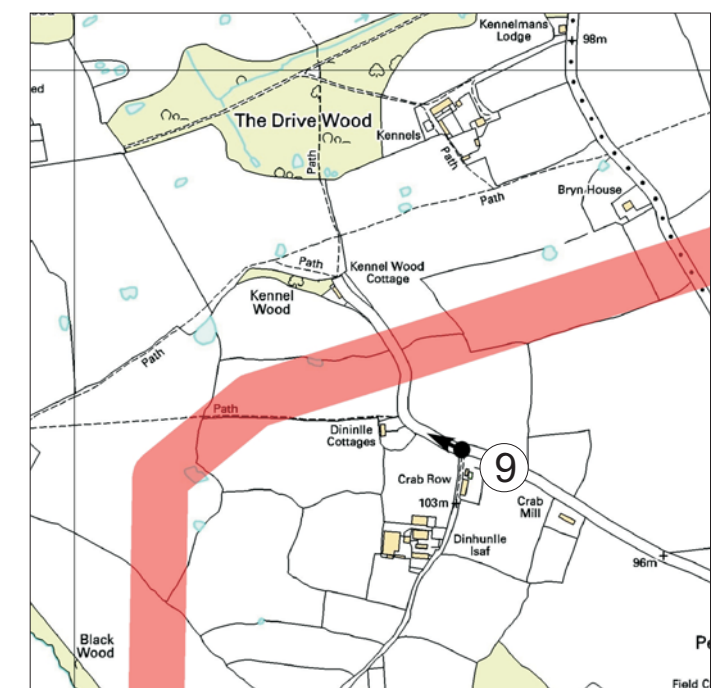 Kennelmans
Lodge
98m
ed
The Drive Wood
Kennels
Path
Path
Path
Bryn House
Path
Kennel Wood
Cottage
Kennel
Wood
Path
Path
Dininlle
Cottages
9
Crab Row
103m
Crab
Mill
Dinhunlle
Isaf
96m
Black
Wood
Pe
Field C